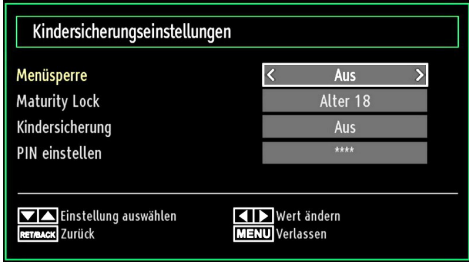 Kindersicherungseinstellungen
Menüsperre < Aus >
Maturity Lock Alter 18
Kindersicherung Aus
PIN einstellen ****
Einstellung auswählen Wert ändern
RET/BACK Zurück MENU Verlassen